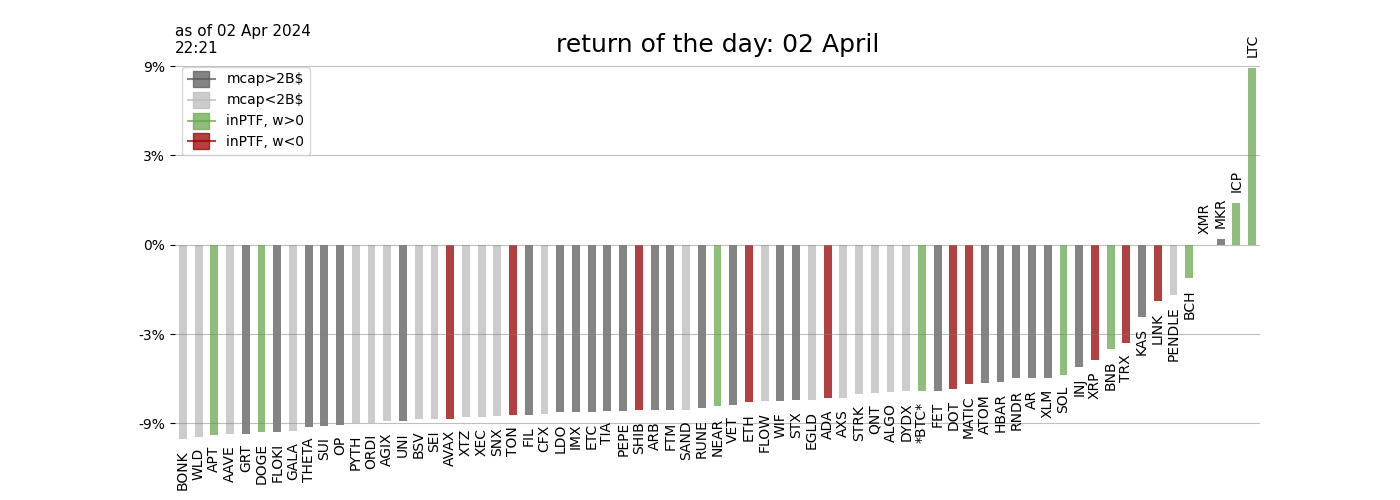 as of 02 Apr 2024
22:21
return of the day: 02 April
9%
3%
0%
-3%
-9%
mcap>2B$
mcap<2B$
inPTF, w>0
inPTF, w<0
BONK
WLD
APT
AAVE
GRT
DOGE
FLOKI
GALA
THETA
SUI
OP
PYTH
ORDI
AGIX
UNI
BSV
SEI
AVAX
XTZ
XEC
SNX
TON
FIL
CFX
LDO
IMX
ETC
TIA
PEPE
SHIB
ARB
FTM
SAND
RUNE
NEAR
VET
ETH
FLOW
WIF
STX
EGLD
ADA
AXS
STRK
QNT
ALGO
DYDX
*BTC*
FET
DOT
MATIC
ATOM
HBAR
RNDR
AR
XLM
SOL
INJ
XRP
BNB
TRX
KAS
LINK
PENDLE
BCH
XMR
MKR
ICP
LTC